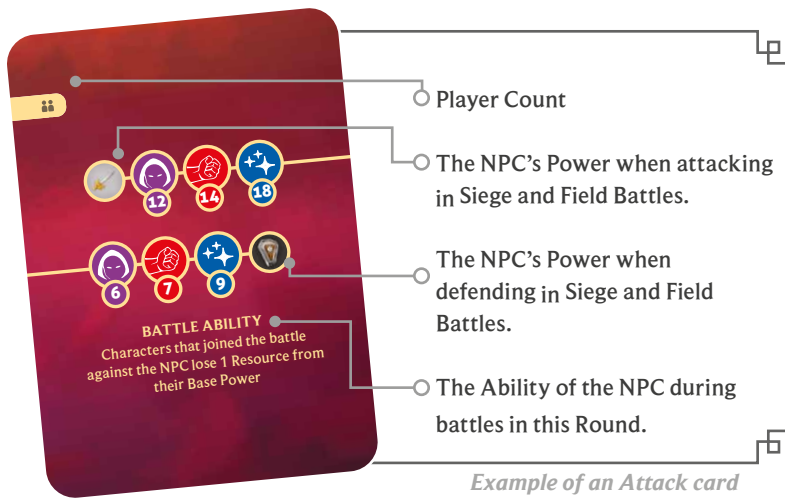 Player Count
12 14 18
The NPC's Power when attacking
in Siege and Field Battles.
6 7 9
The NPC's Power when
defending in Siege and Field
Battles.
BATTLE ABILITY
Characters that joined the battle
against the NPC lose 1 Resource from
their Base Power
The Ability of the NPC during
battles in this Round.
Example of an Attack card